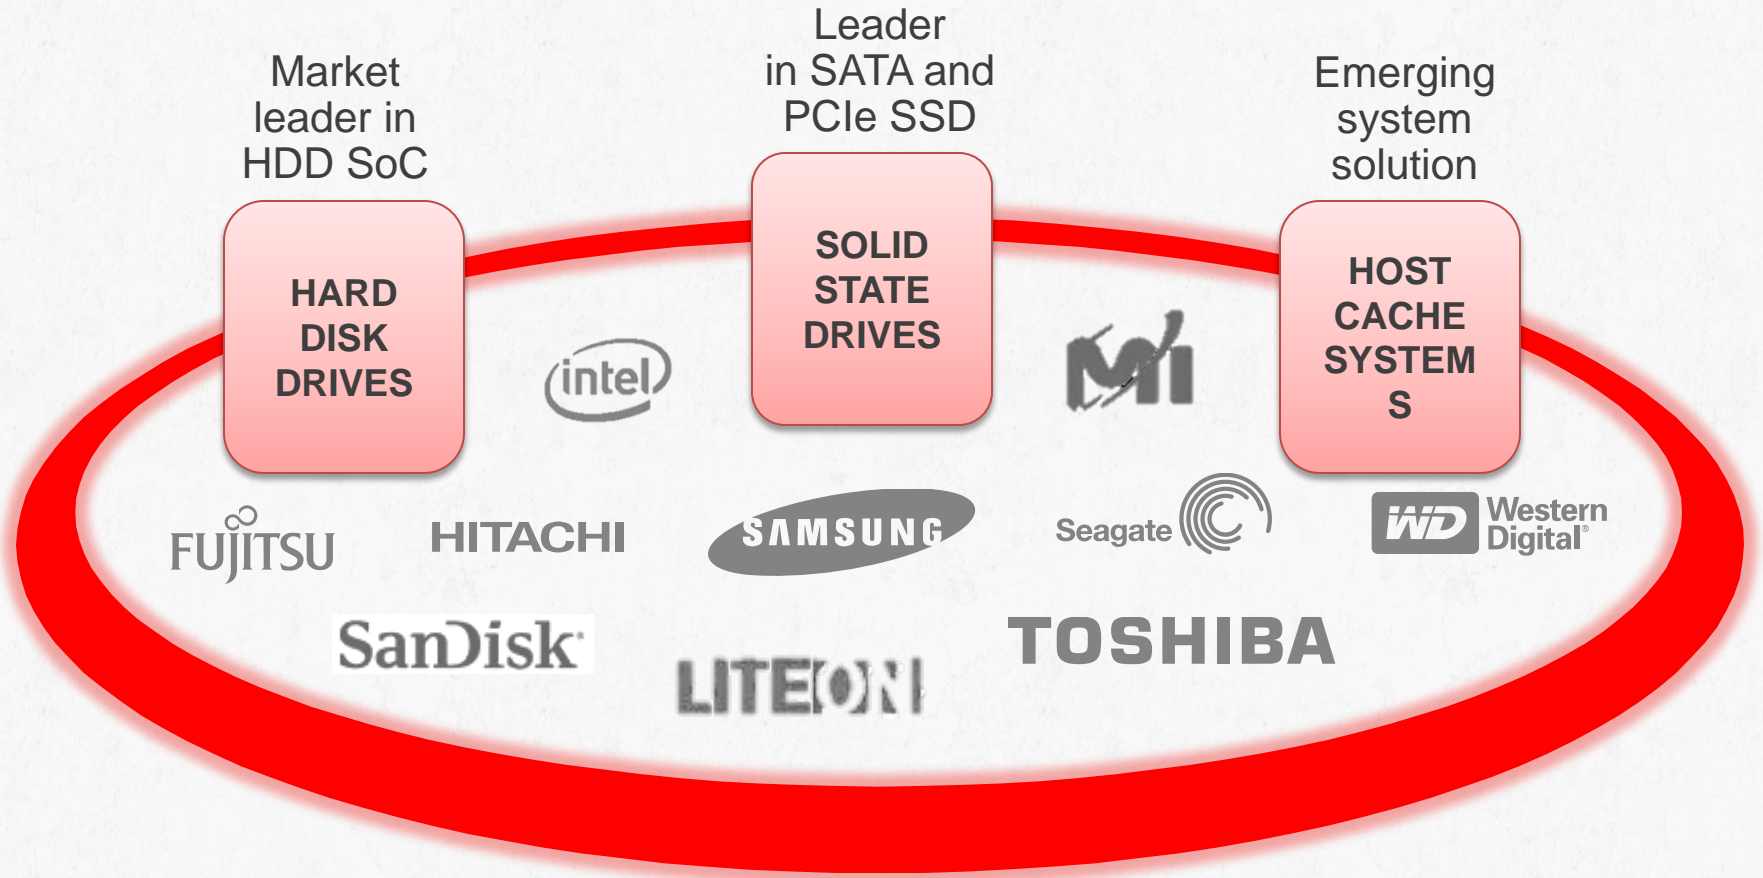 Market
leader in
HDD SoC
Leader
in SATA and
PCIe SSD
Emerging
system
solution
HARD
DISK
DRIVES
SOLID
STATE
DRIVES
HOST
CACHE
SYSTEM
S
intel
FUJITSU
HITACHI
SAMSUNG
Seagate
WD Western
Digital®
SanDisk®
LITEON
TOSHIBA